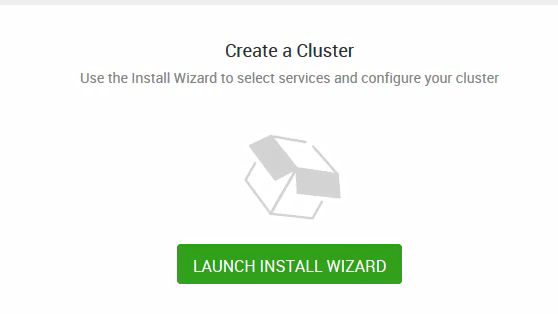 Create a Cluster
Use the Install Wizard to select services and configure your cluster
LAUNCH INSTALL WIZARD